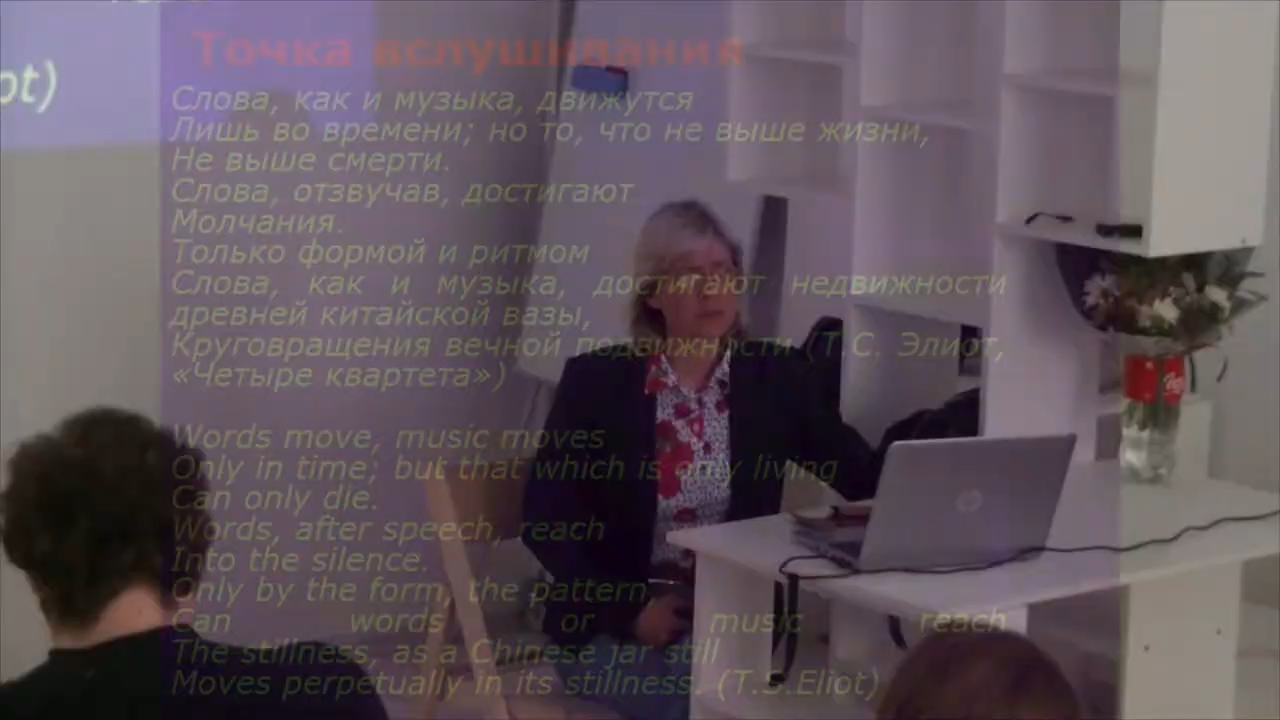 ot)
Точка вслушивания
Слова, как и музыка, движутся
Лишь во времени; но то, что не выше жизни,
Не выше смерти.
Слова, отзвучав, достигают
Молчания.
Только формой и ритмом
Слова, как и музыка, достигают недвижности
древней китайской вазы,
Круговращения вечной подвижности (Т.С. Элиот,
«Четыре квартета»)
Words move, music moves
Only in time; but that which is only living
Can only die.
Words, after speech, reach
Into the silence.
Only by the form, the pattern,
Can words or music reach
The stillness, as a Chinese jar still
Moves perpetually in its stillness. (T.S.Eliot)
hp